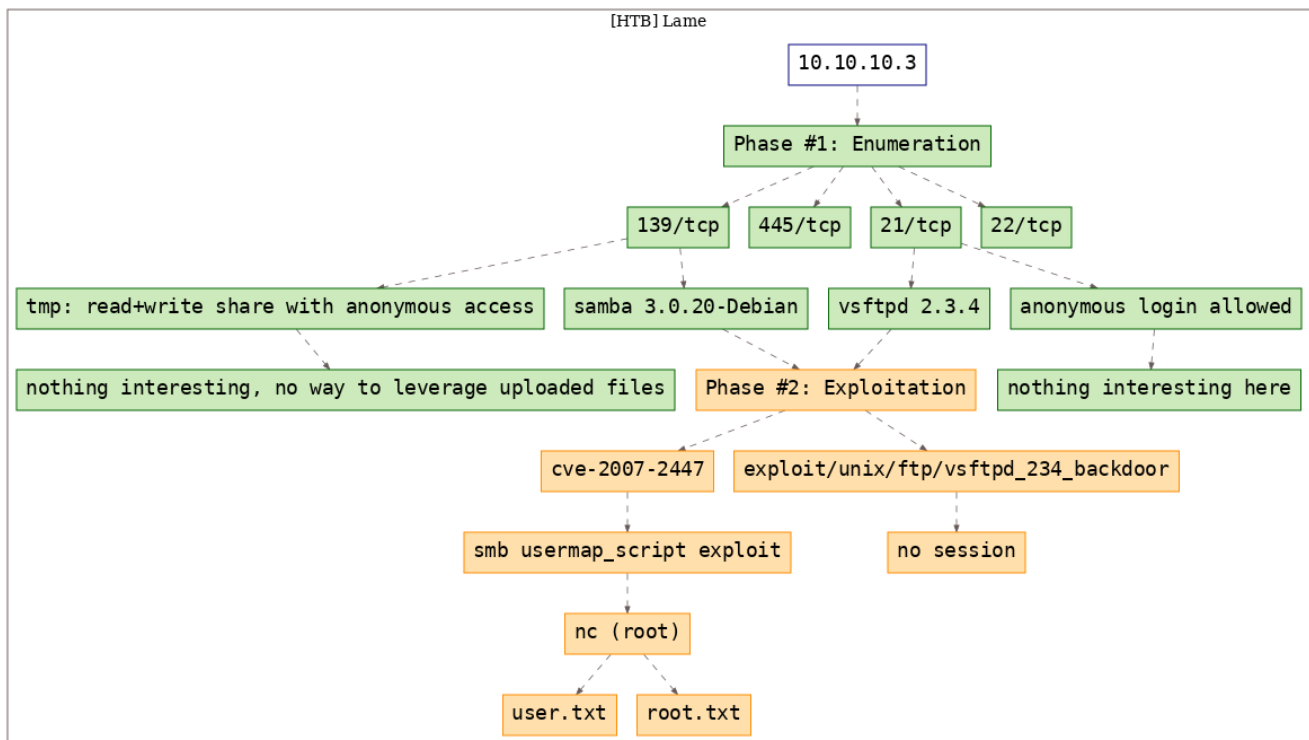 [HTB] Lame
10.10.10.3
Phase #1: Enumeration
139/tcp
445/tcp
21/tcp
22/tcp
tmp: read+write share with anonymous access
samba 3.0.20-Debian
vsftpd 2.3.4
anonymous login allowed
nothing interesting, no way to leverage uploaded files
Phase #2: Exploitation
nothing interesting here
cve-2007-2447
exploit/unix/ftp/vsftpd_234_backdoor
smb usermap_script exploit
no session
nc (root)
user.txt
root.txt